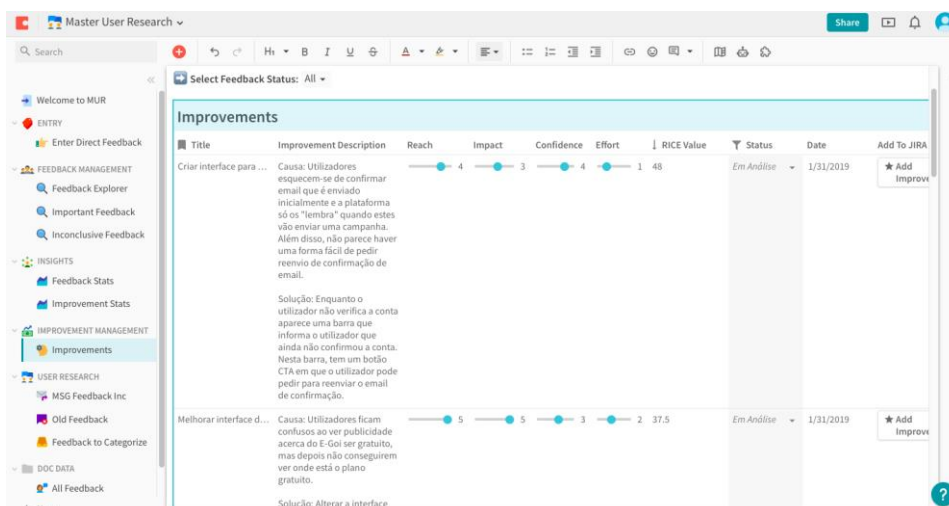 Master User Research
Share
Search
H₁
B I U S
A
Select Feedback Status: All
Welcome to MUR
ENTRY
Enter Direct Feedback
FEEDBACK MANAGEMENT
Feedback Explorer
Important Feedback
Inconclusive Feedback
INSIGHTS
Feedback Stats
Improvement Stats
IMPROVEMENT MANAGEMENT
Improvements
USER RESEARCH
MSG Feedback Inc
Old Feedback
Feedback to Categorize
DOC DATA
All Feedback
Improvements
Title Improvement Description Reach Impact Confidence Effort ↓ RICE Value Status Date Add To JIRA
Criar interface para ...
Causa: Utilizadores
esquecem-se de confirmar
email que é enviado
inicialmente e a plataforma
só os "lembra" quando estes
vão enviar uma campanha.
Além disso, não parece haver
uma forma fácil de pedir
reenvio de confirmação de
email.
Solução: Enquanto o
utilizador não verifica a conta
aparece uma barra que
informa o utilizador que
ainda não confirmou a conta.
Nesta barra, tem um botão
CTA em que o utilizador pode
pedir para reenviar o email
de confirmação.
4 3 4 1 48 Em Análise 1/31/2019
Add
Improve
Melhorar interface d...
Causa: Utilizadores ficam
confusos ao ver publicidade
acerca do E-Goi ser gratuito,
mas depois não conseguirem
ver onde está o plano
gratuito.
Solução: Alterar a interface
5 5 3 2 37.5 Em Análise 1/31/2019
Add
Improve
?